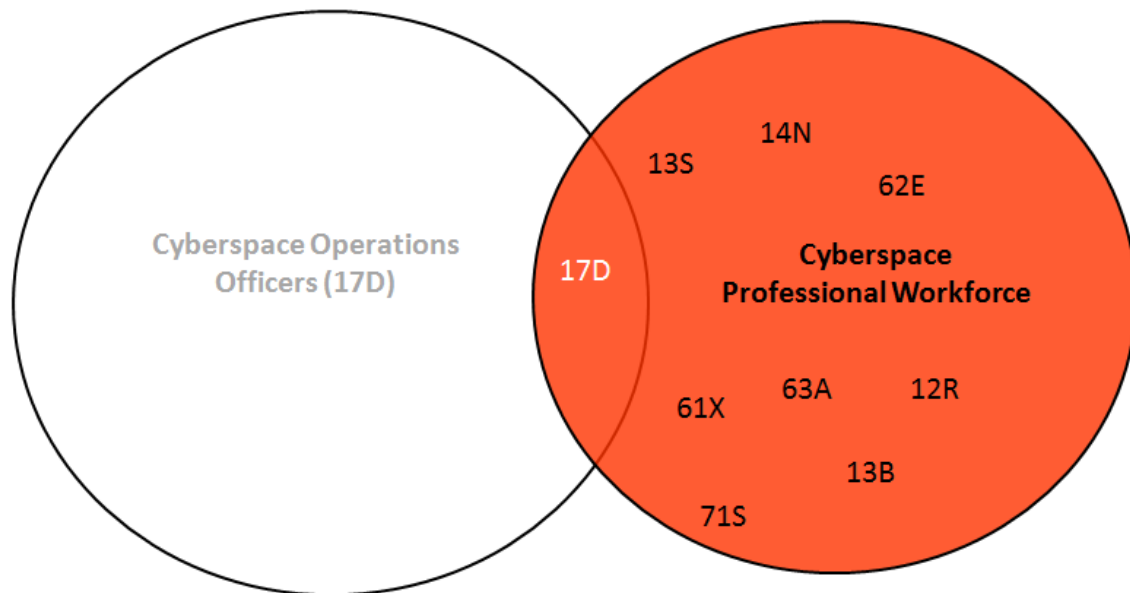 14N
13S
62E
Cyberspace Operations
Officers (17D)
17D
Cyberspace
Professional Workforce
61X
63A
12R
13B
71S